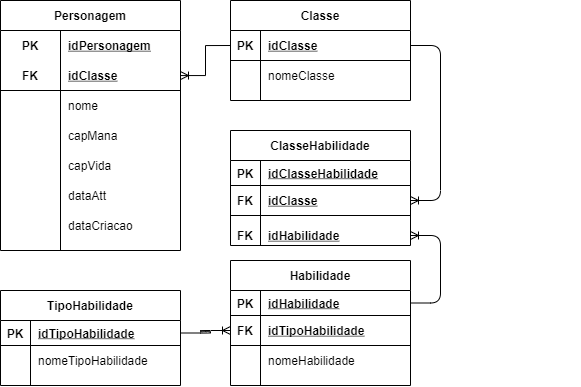 Personagem
PK idPersonagem
FK idClasse
nome
capMana
capVida
dataAtt
dataCriacao
Classe
PK idClasse
nomeClasse
ClasseHabilidade
PK idClasseHabilidade
FK idClasse
FK idHabilidade
TipoHabilidade
PK idTipoHabilidade
nomeTipoHabilidade
Habilidade
PK idHabilidade
FK idTipoHabilidade
nomeHabilidade